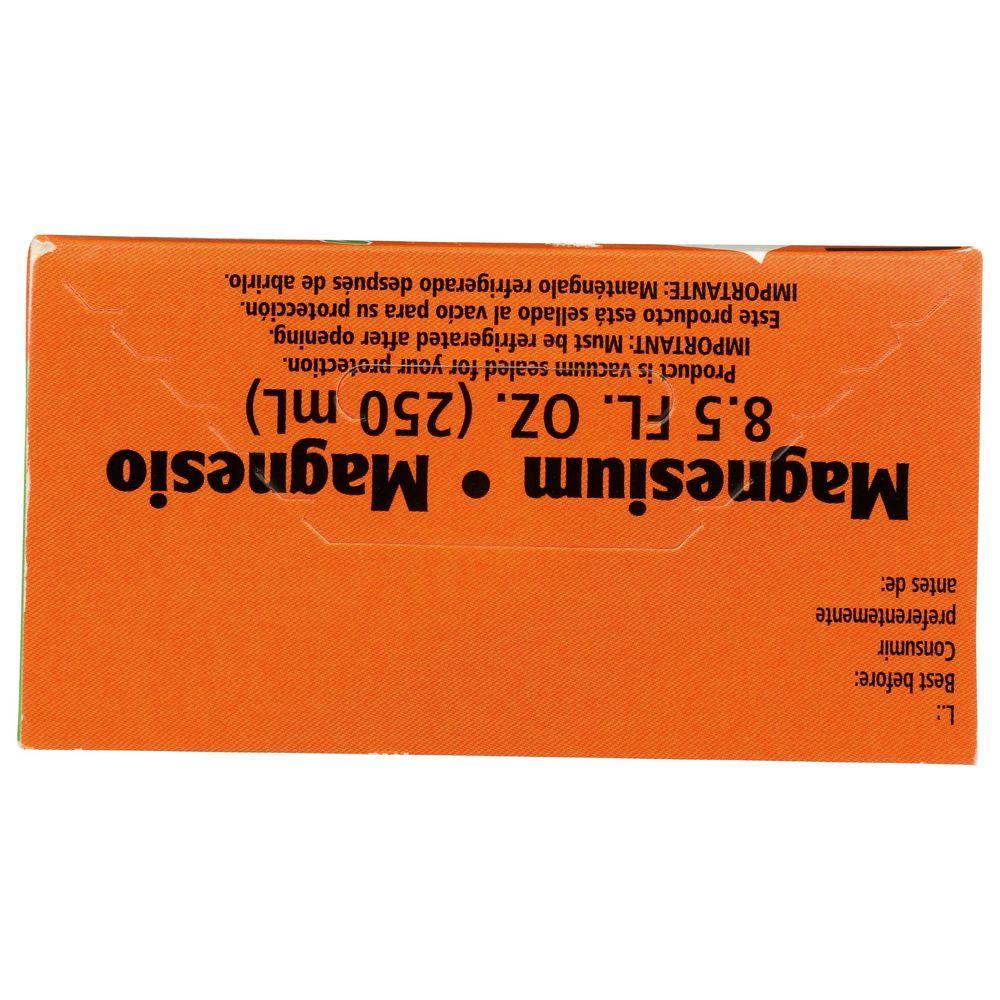 L.:
Best before:
Consumir
preferentemente
antes de:
Magnesium • Magnesio
8.5 FL. OZ. (250 mL)
Product is vacuum sealed for your protection.
IMPORTANT: Must be refrigerated after opening.
Este producto está sellado al vacío para su protección.
IMPORTANTE: Manténgalo refrigerado después de abrirlo.